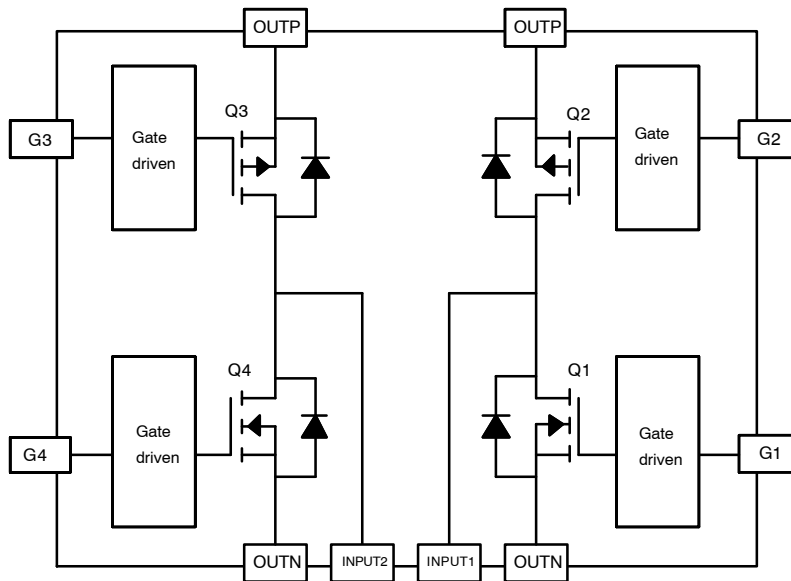 OUTP
OUTP
Q3
Q2
G3
Gate
driven
Gate
driven
G2
Q4
Q1
G4
Gate
driven
Gate
driven
G1
OUTN
INPUT2
INPUT1
OUTN